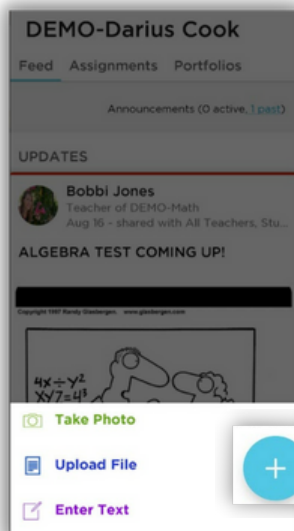 DEMO-Darius Cook
Feed Assignments Portfolios
Announcements (0 active, 1 past)
UPDATES
Bobbi Jones
Teacher of DEMO-Math
Aug 16 - shared with All Teachers, Stu...
ALGEBRA TEST COMING UP!
Copyright 1997 Randy Glasbergen. www.glasbergen.com
4x÷y²
XYZ=4³
Take Photo
Upload File
Enter Text
+